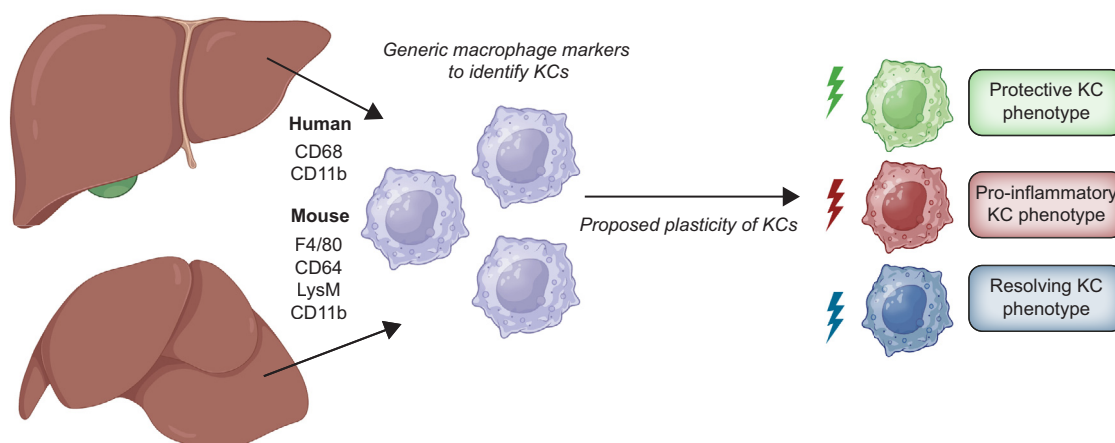 Generic macrophage markers
to identify KCs
Human
CD68
CD11b
Mouse
F4/80
CD64
LysM
CD11b
Proposed plasticity of KCs
Protective KC
phenotype
Pro-inflammatory
KC phenotype
Resolving KC
phenotype